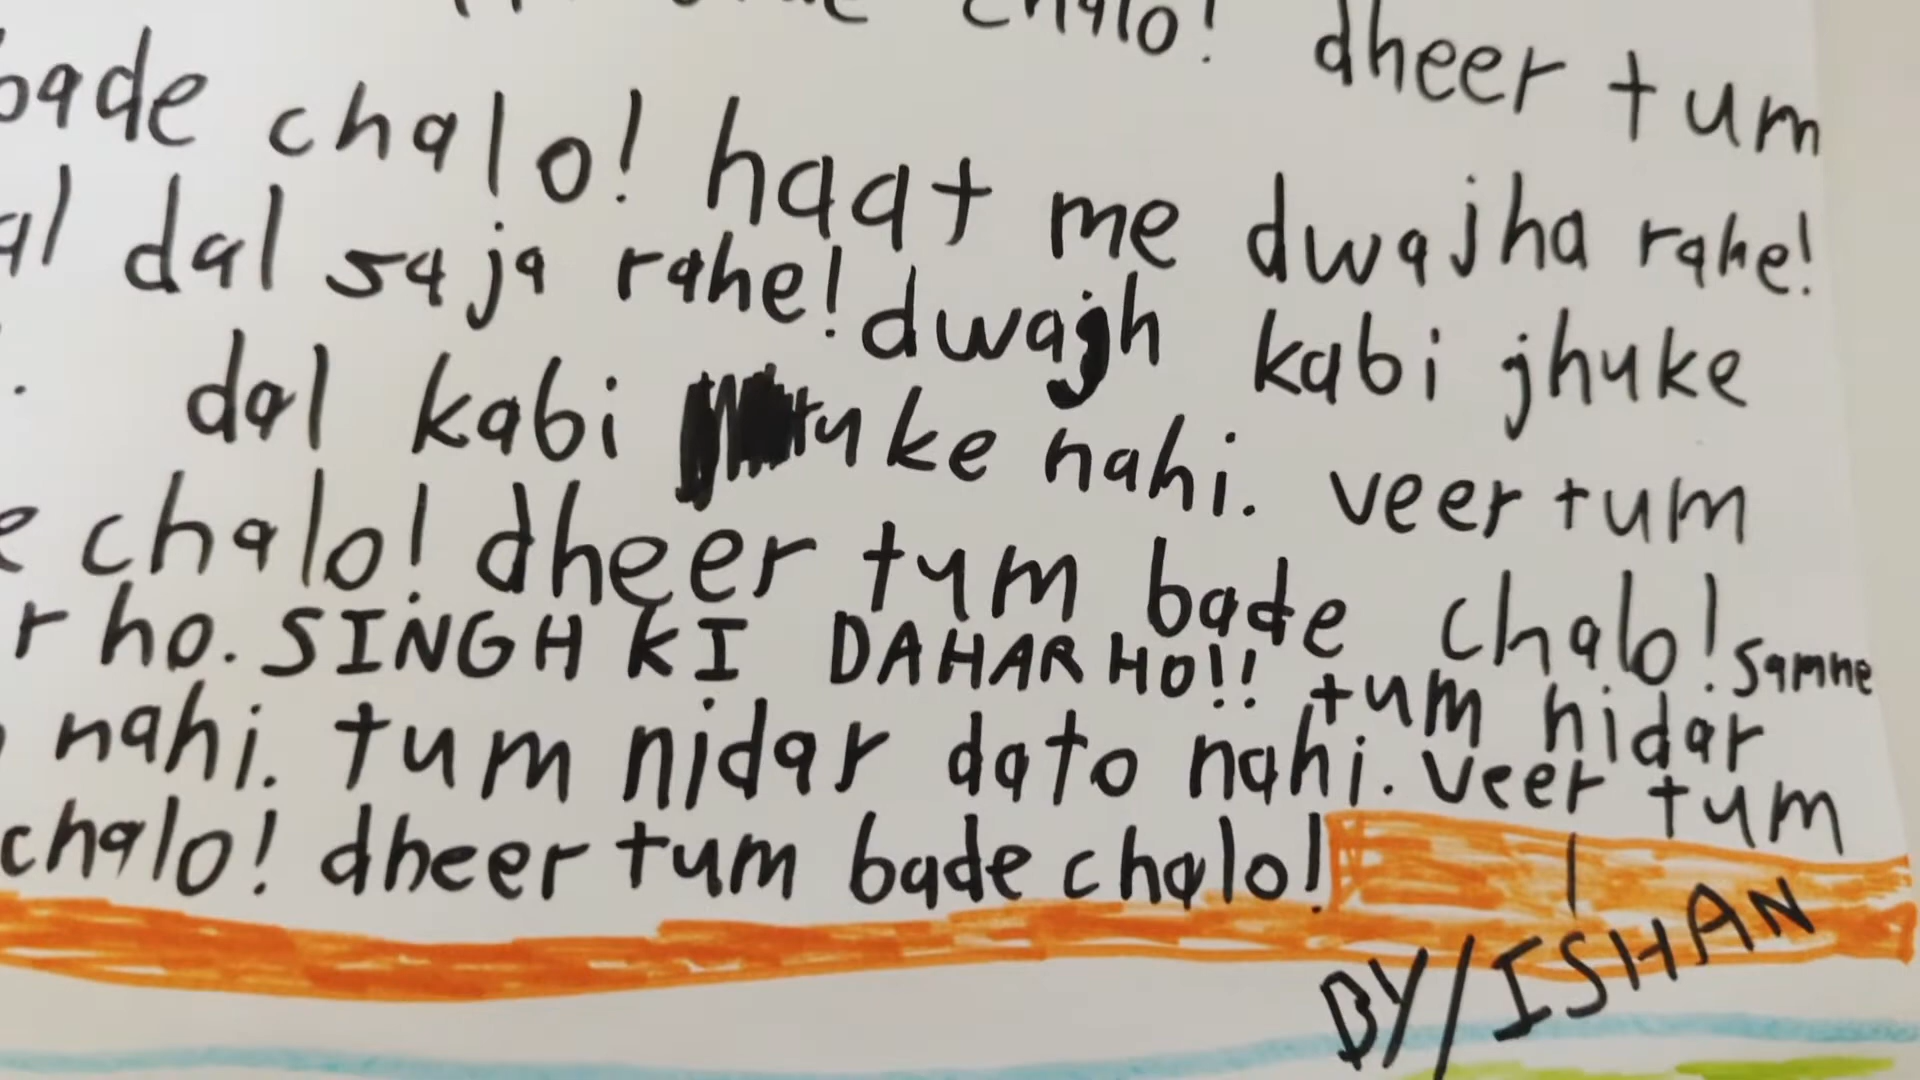 chalo! dheer tum
bade chalo! haat me dwajha rahe!
dal saja rahe! dwajh kabi jhuke
dal kabi ruke nahi. veer tum
chalo! dheer tum bade chalo! samne
r ho. SINGH KI DAHAR HO!! tum nidar
nahi. tum nidar dato nahi. veer tum
chalo! dheer tum bade chalo!
BY/ISHAN